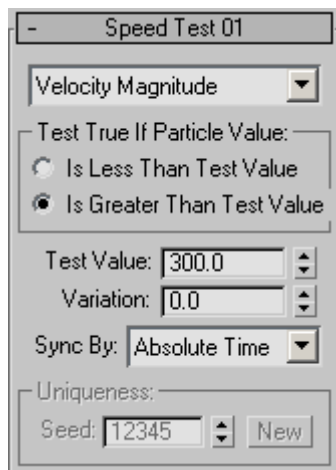 - Speed Test 01
Velocity Magnitude
Test True If Particle Value:
Is Less Than Test Value
Is Greater Than Test Value
Test Value: 300.0
Variation: 0.0
Sync By: Absolute Time
Uniqueness:
Seed: 12345 New